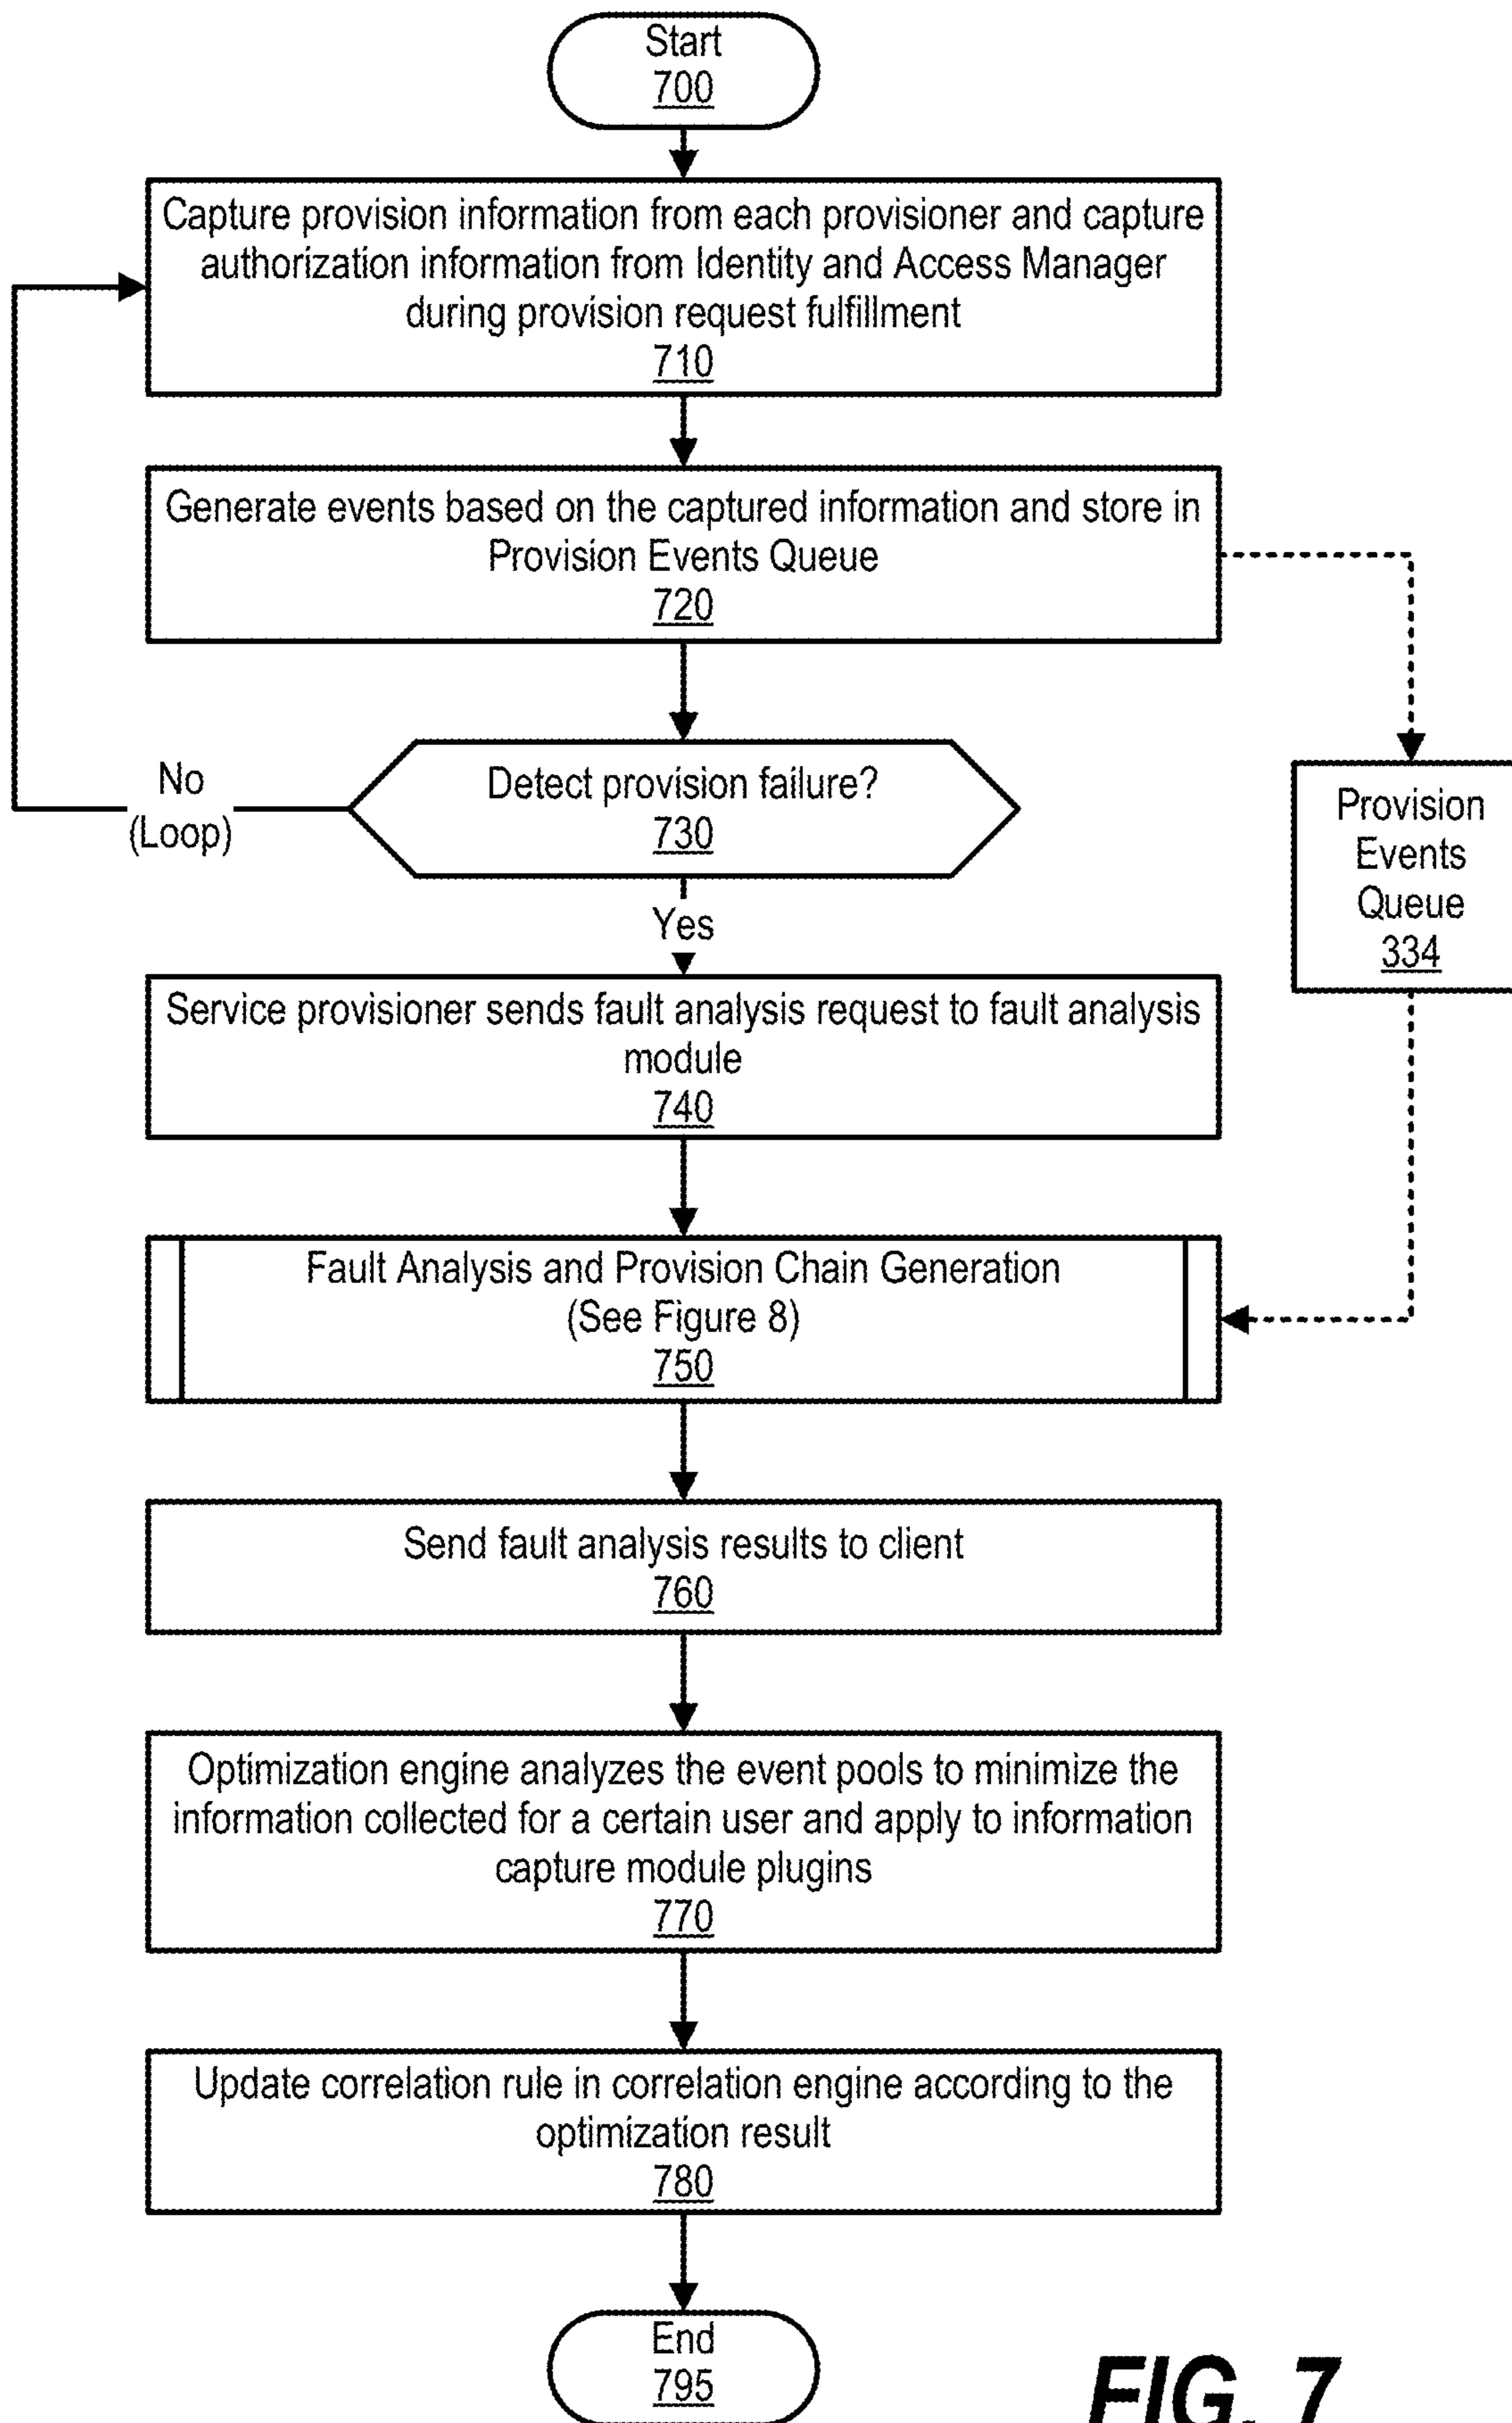 Start
700
Capture provision information from each provisioner and capture
authorization information from Identity and Access Manager
during provision request fulfillment
710
Generate events based on the captured information and store in
Provision Events Queue
720
Detect provision failure?
730
No
(Loop)
Yes
Provision
Events
Queue
334
Service provisioner sends fault analysis request to fault analysis
module
740
Fault Analysis and Provision Chain Generation
(See Figure 8)
750
Send fault analysis results to client
760
Optimization engine analyzes the event pools to minimize the
information collected for a certain user and apply to information
capture module plugins
770
Update correlation rule in correlation engine according to the
optimization result
780
End
795
FIG. 7